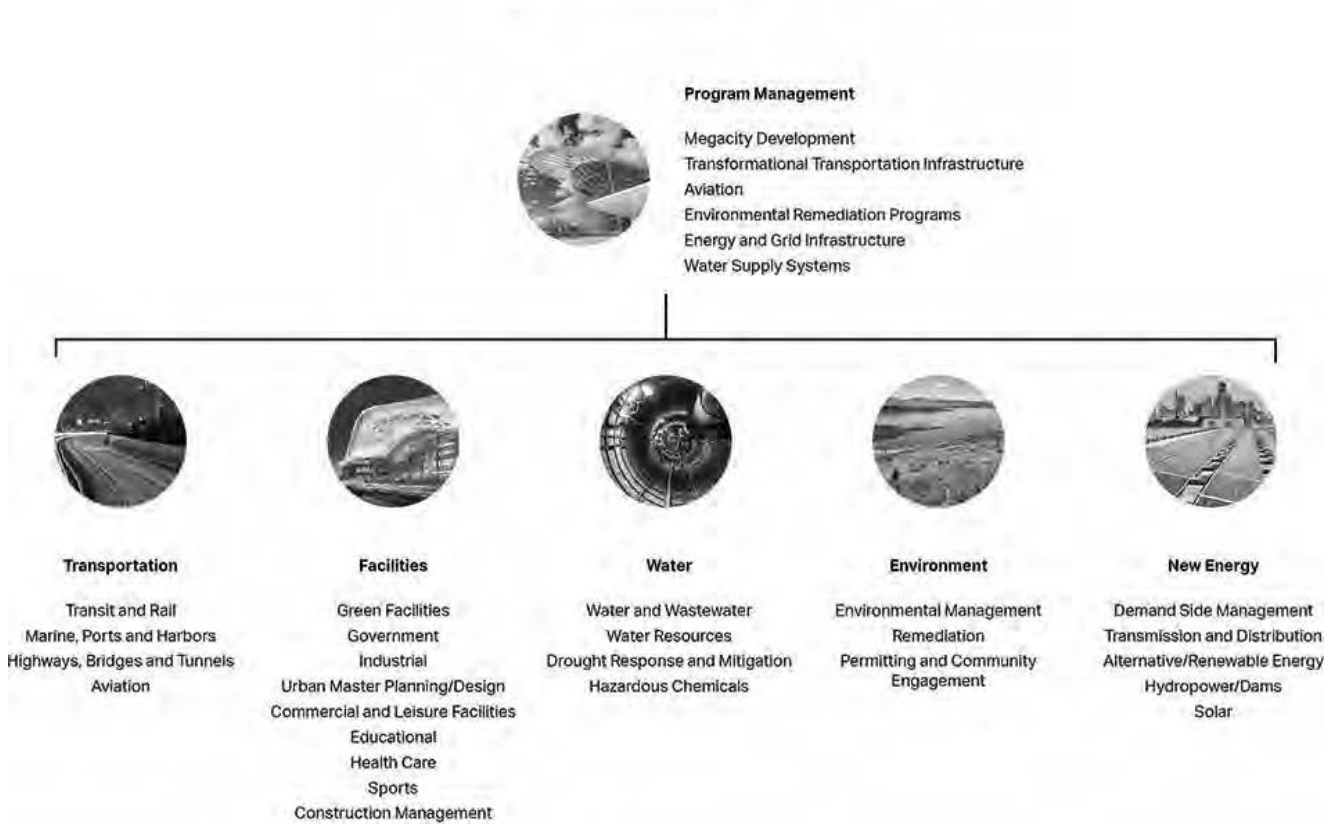 Program Management
Megacity Development
Transformational Transportation Infrastructure
Aviation
Environmental Remediation Programs
Energy and Grid Infrastructure
Water Supply Systems
Transportation
Transit and Rail
Marine, Ports and Harbors
Highways, Bridges and Tunnels
Aviation
Facilities
Green Facilities
Government
Industrial
Urban Master Planning/Design
Commercial and Leisure Facilities
Educational
Health Care
Sports
Construction Management
Water
Water and Wastewater
Water Resources
Drought Response and Mitigation
Hazardous Chemicals
Environment
Environmental Management
Remediation
Permitting and Community
Engagement
New Energy
Demand Side Management
Transmission and Distribution
Alternative/Renewable Energy
Hydropower/Dams
Solar